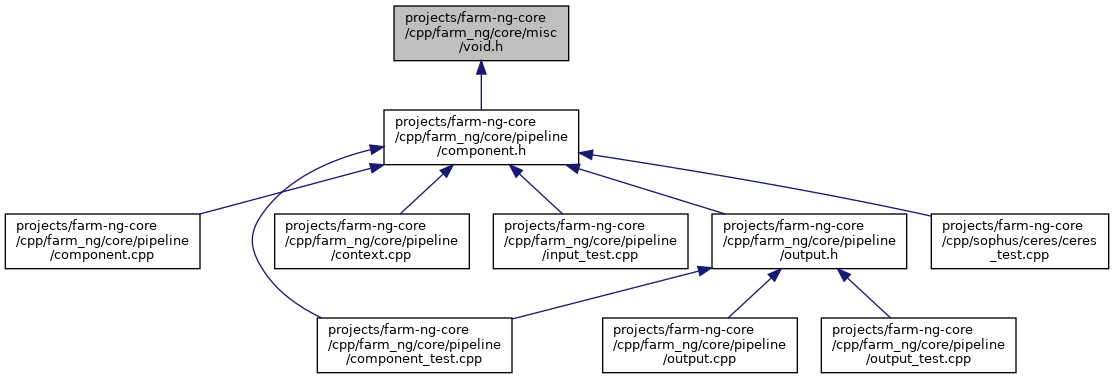 projects/farm-ng-core
/cpp/farm_ng/core/misc
/void.h
projects/farm-ng-core
/cpp/farm_ng/core/pipeline
/component.h
projects/farm-ng-core
/cpp/farm_ng/core/pipeline
/component.cpp
projects/farm-ng-core
/cpp/farm_ng/core/pipeline
/context.cpp
projects/farm-ng-core
/cpp/farm_ng/core/pipeline
/input_test.cpp
projects/farm-ng-core
/cpp/farm_ng/core/pipeline
/output.h
projects/farm-ng-core
/cpp/sophus/ceres/ceres
_test.cpp
projects/farm-ng-core
/cpp/farm_ng/core/pipeline
/component_test.cpp
projects/farm-ng-core
/cpp/farm_ng/core/pipeline
/output.cpp
projects/farm-ng-core
/cpp/farm_ng/core/pipeline
/output_test.cpp